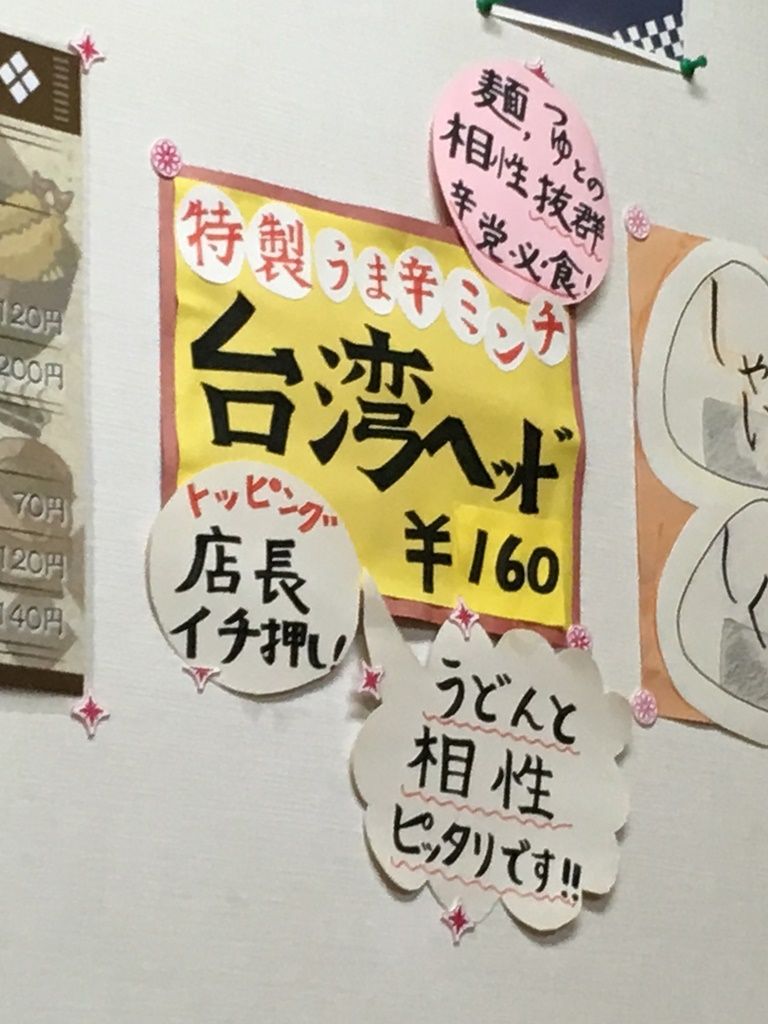 麺、つゆとの
相性抜群
辛党必食!
特製うま辛ミンチ
台湾ヘッド
¥160
トッピング
店長
イチ押し!
うどんと
相性
ピッタリです!!
120円
200円
70円
120円
140円